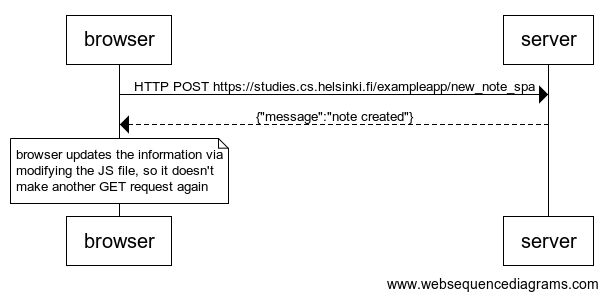 browser
server
HTTP POST https://studies.cs.helsinki.fi/exampleapp/new_note_spa
{"message":"note created"}
browser updates the information via
modifying the JS file, so it doesn't
make another GET request again
browser
server
www.websequencediagrams.com